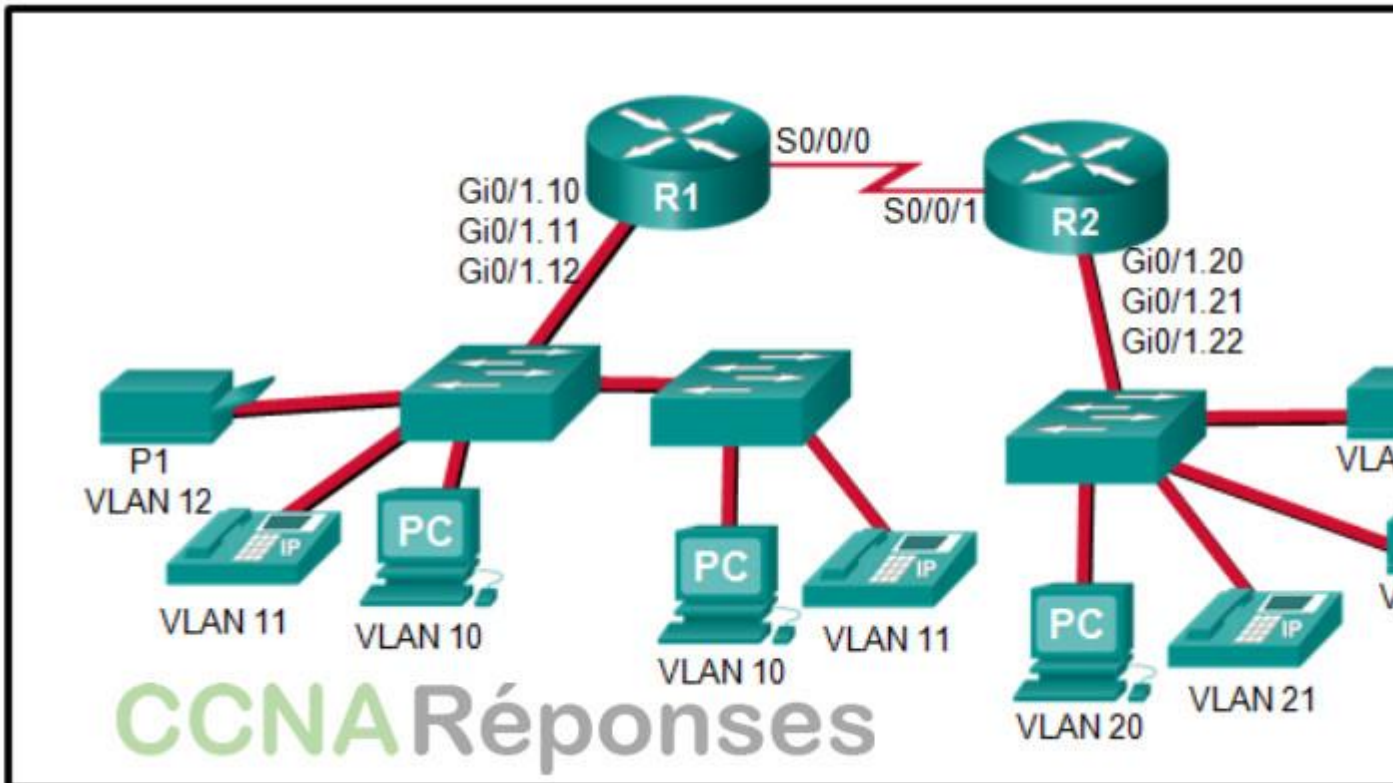 S0/0/0
R1
Gi0/1.10
Gi0/1.11
Gi0/1.12
S0/0/1
R2
Gi0/1.20
Gi0/1.21
Gi0/1.22
P1
VLAN 12
IP
VLAN 11
PC
VLAN 10
PC
VLAN 10
IP
VLAN 11
PC
VLAN 20
IP
VLAN 21
CCNARéponses